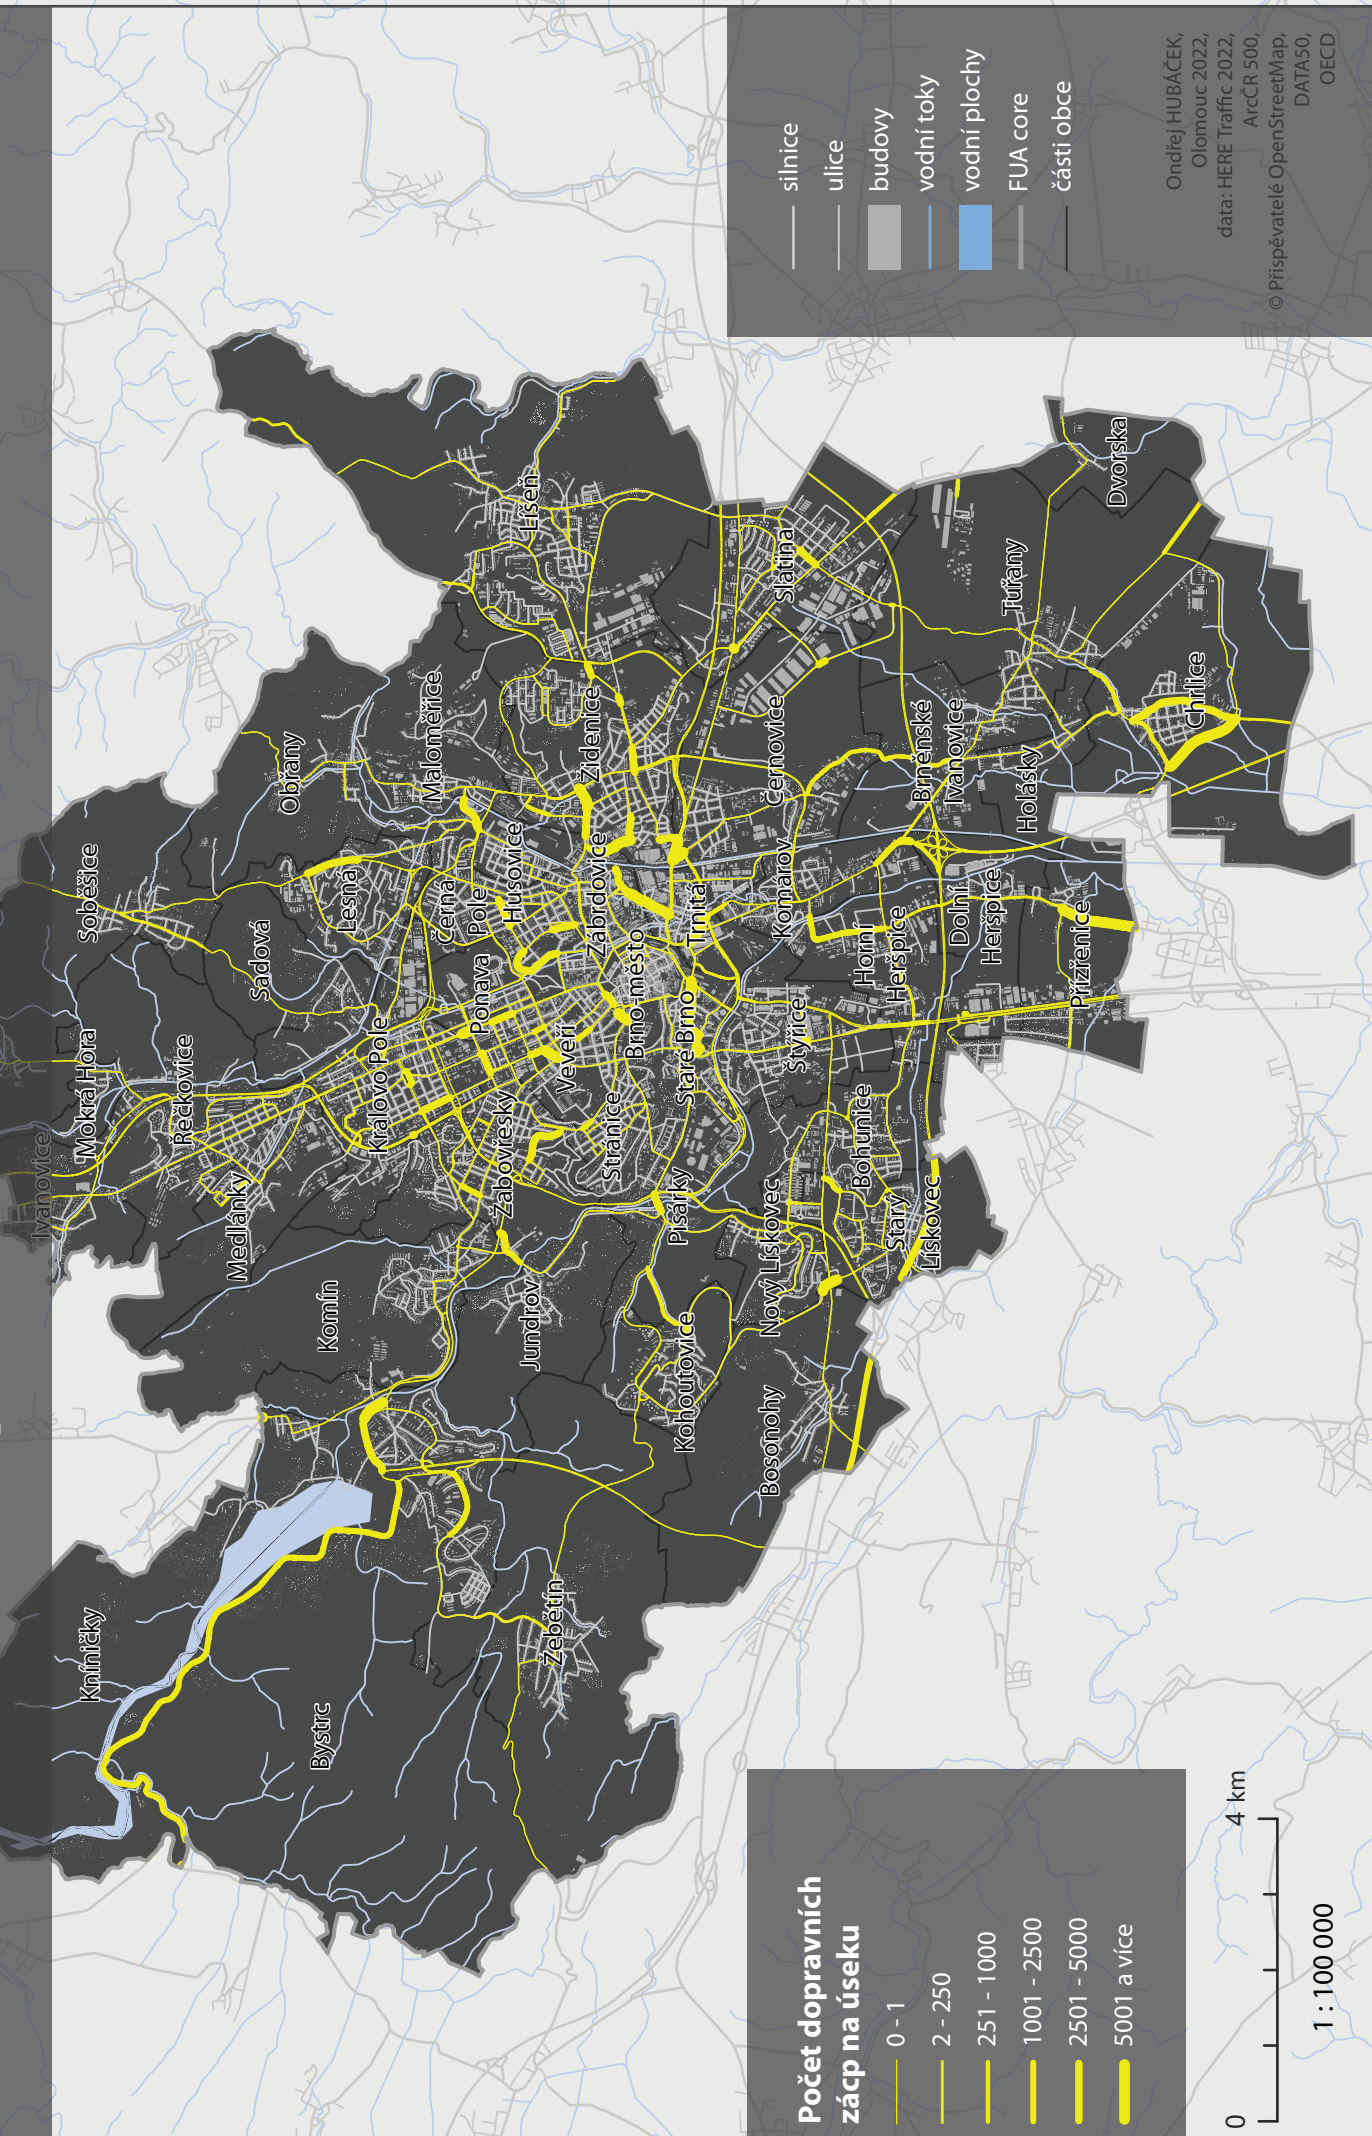 Ivanovice
Mokrá Hora
Soběšice
Kníničky
Řečkovice
Medlánky
Sadová
Obřany
Bystrc
Komín
Královo Pole
Lesná
Maloměřice
Černá
Pole
Ponava
Husovice
Líšeň
Žabovřesky
Jundrov
Žebětín
Veveří
Stránice
Zábrdovice
Židenice
Brno-město
Staré Brno
Trnitá
Pisárky
Kohoutovice
Bosonohy
Nový Lískovec
Štýřice
Komárov
Černovice
Slatina
Bohunice
Starý
Lískovec
Horní
Heršpice
Dolní
Heršpice
Brněnské
Ivanovice
Holásky
Tuřany
Dvorska
Přízřenice
Chrlice
Počet dopravních
zácp na úseku
0 - 1
2 - 250
251 - 1000
1001 - 2500
2501 - 5000
5001 a více
0
4 km
1 : 100 000
silnice
ulice
budovy
vodní toky
vodní plochy
FUA core
části obce
Ondřej HUBÁČEK,
Olomouc 2022,
data: HERE Traffic 2022,
ArcČR 500,
© Přispěvatelé OpenStreetMap,
DATA50,
OECD